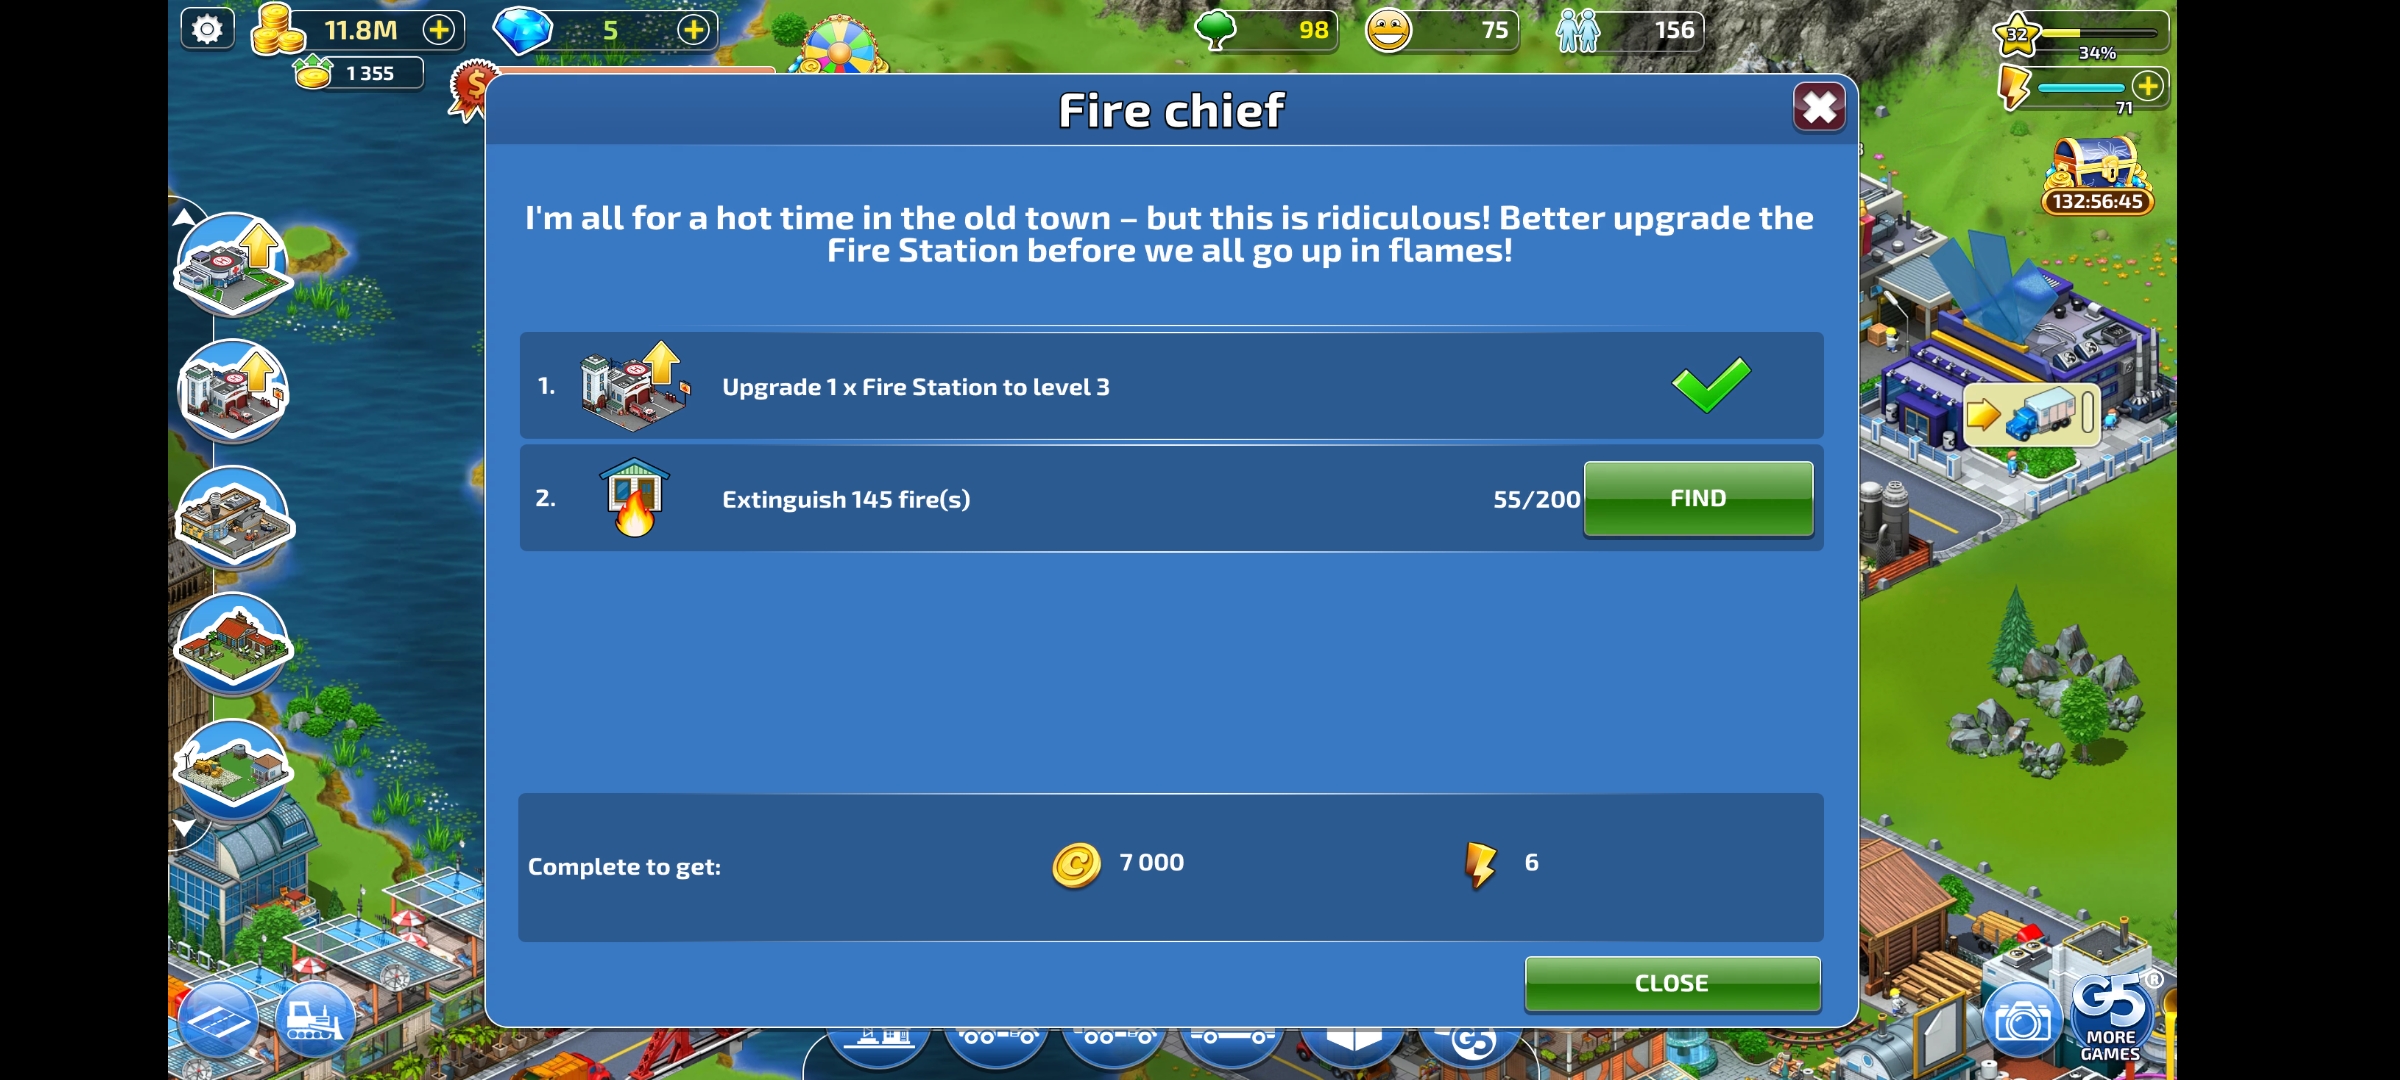 11.8M
5
98
75
156
32
34%
1 355
71
Fire chief
132:56:45
I'm all for a hot time in the old town – but this is ridiculous! Better upgrade the
Fire Station before we all go up in flames!
1.
Upgrade 1 x Fire Station to level 3
2.
Extinguish 145 fire(s)
55/200
FIND
Complete to get:
7 000
6
CLOSE
G5
G5®
MORE
GAMES